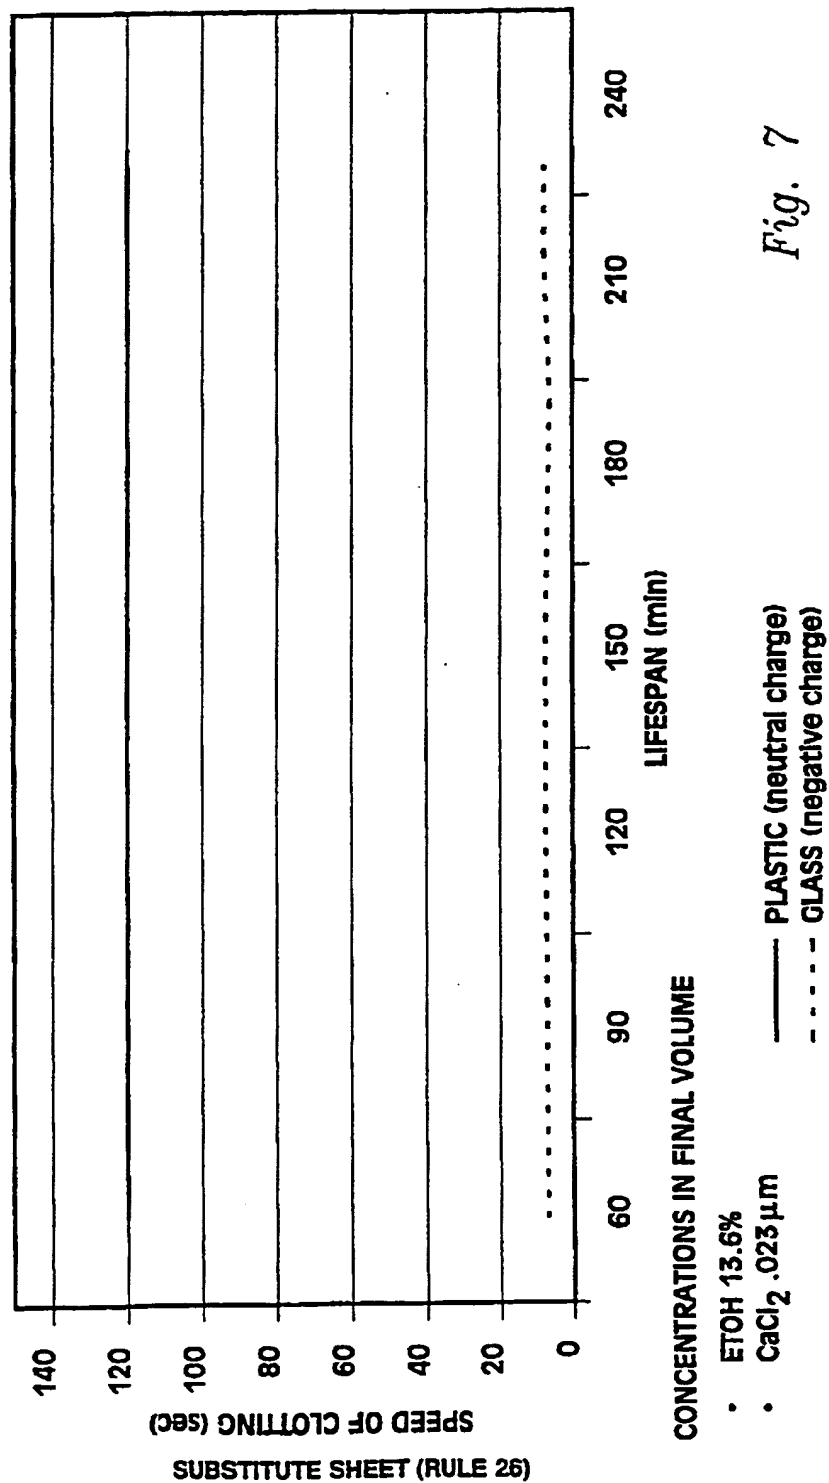 SPEED OF CLOTTING (sec)
140
120
100
80
60
40
20
0
60 90 120 150 180 210 240
LIFESPAN (min)
CONCENTRATIONS IN FINAL VOLUME
• ETOH 13.6%
• CaCl₂ .023 µm
PLASTIC (neutral charge)
GLASS (negative charge)
Fig. 7
SUBSTITUTE SHEET (RULE 26)